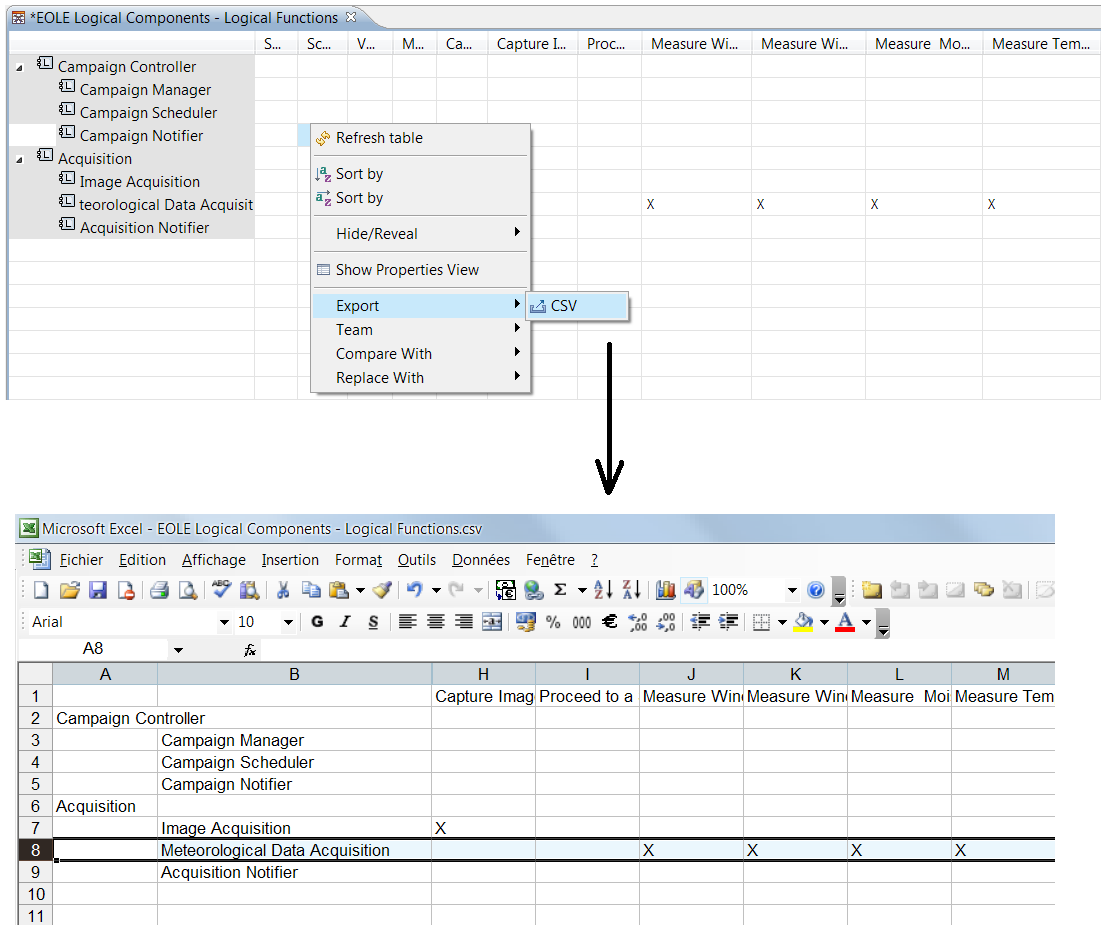 *EOLE Logical Components - Logical Functions
S... Sc... V... M... Ca... Capture I... Proc... Measure Wi... Measure Wi... Measure Mo... Measure Tem...
Campaign Controller
Campaign Manager
Campaign Scheduler
Campaign Notifier
Acquisition
Image Acquisition
teorological Data Acquisit X X X X
Acquisition Notifier
Refresh table
Sort by
Sort by
Hide/Reveal
Show Properties View
Export CSV
Team
Compare With
Replace With
Microsoft Excel - EOLE Logical Components - Logical Functions.csv
Fichier Edition Affichage Insertion Format Outils Données Fenêtre ?
100%
Arial 10 G I S % 000 €
A8 fx
A B H I J K L M
1 Capture Imag Proceed to a Measure Wind Measure Wind Measure Moi Measure Tem
2 Campaign Controller
3 Campaign Manager
4 Campaign Scheduler
5 Campaign Notifier
6 Acquisition
7 Image Acquisition X
8 Meteorological Data Acquisition X X X X
9 Acquisition Notifier
10
11